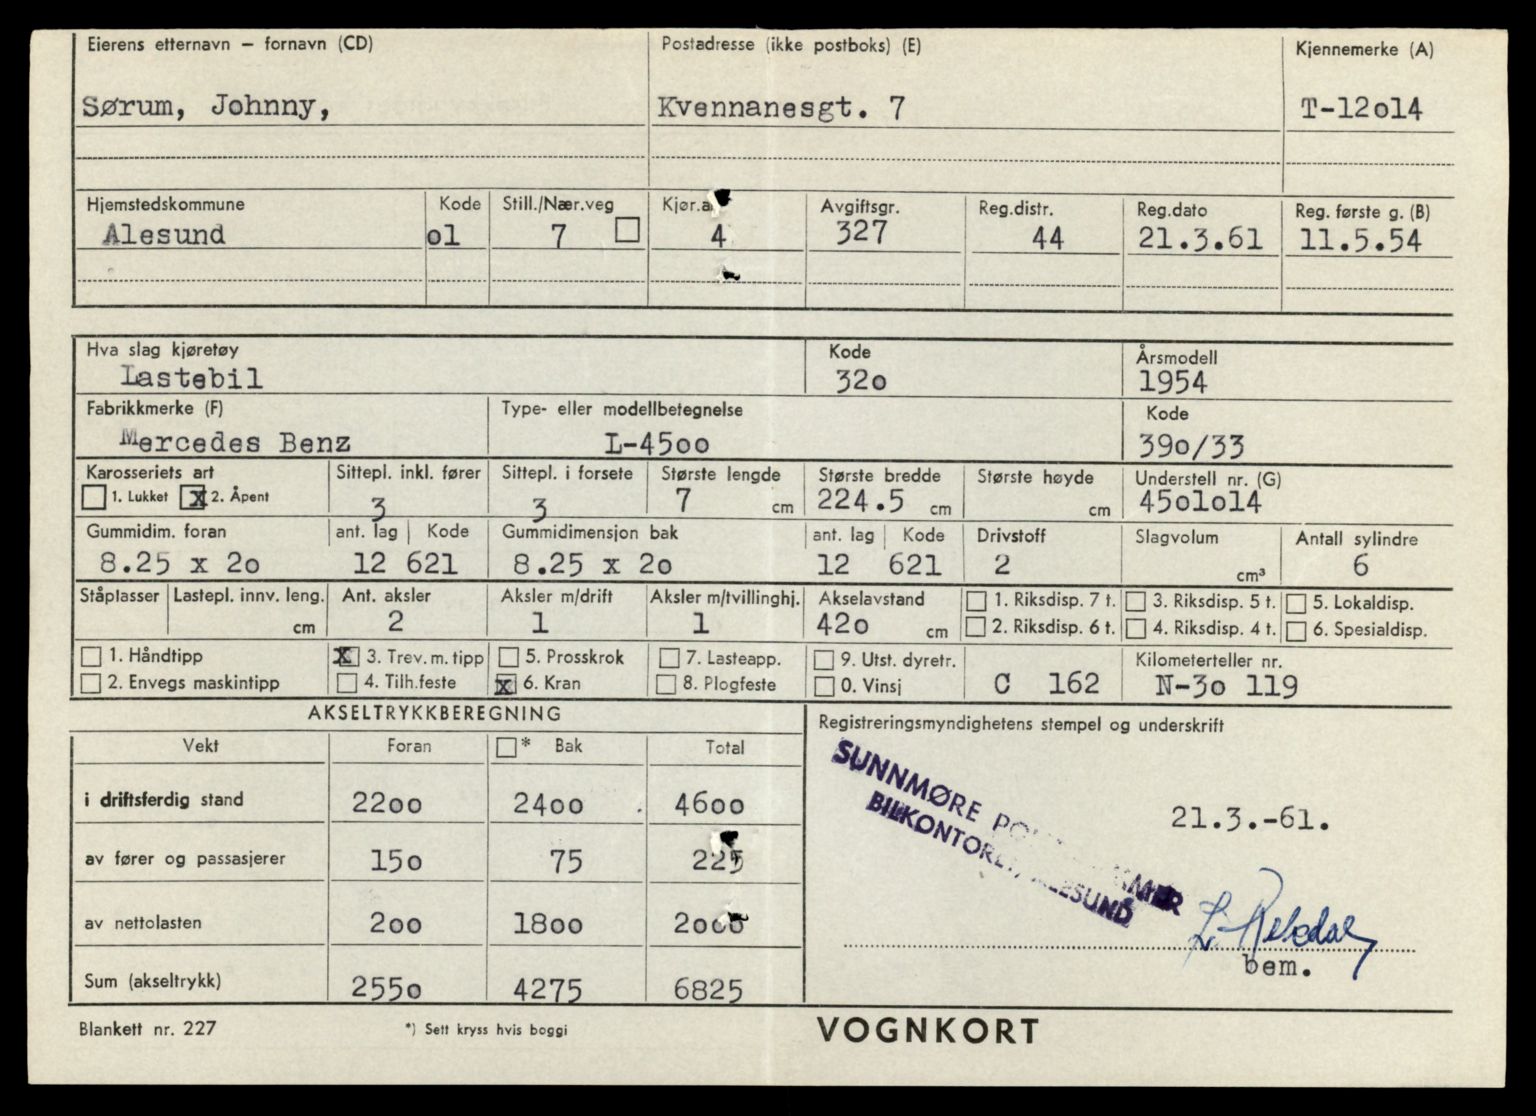 Eierens etternavn – fornavn (CD) Postadresse (ikke postboks) (E) Kjennemerke (A)
Sørum, Johnny, Kvennanesgt. 7 T-12o14
Hjemstedskommune Kode Still./Nær.veg Kjør.a Avgiftsgr. Reg.distr. Reg.dato Reg. første g. (B)
Alesund o1 7 4 327 44 21.3.61 11.5.54
Hva slag kjøretøy Kode Årsmodell
Lastebil 32o 1954
Fabrikkmerke (F) Type- eller modellbetegnelse Kode
Mercedes Benz L-45oo 39o/33
Karosseriets art Sittepl. inkl. fører Sittepl. i forsete Største lengde Største bredde Største høyde Understell nr. (G)
1. Lukket X 2. Åpent 3 3 7 cm 224.5 cm cm 45o1o14
Gummidim. foran ant. lag Kode Gummidimensjon bak ant. lag Kode Drivstoff Slagvolum Antall sylindre
8.25 x 2o 12 621 8.25 x 2o 12 621 2 cm³ 6
Ståplasser Lastepl. innv. leng. Ant. aksler Aksler m/drift Aksler m/tvillinghj. Akselavstand 1. Riksdisp. 7 t. 3. Riksdisp. 5 t. 5. Lokaldisp.
cm 2 1 1 42o cm 2. Riksdisp. 6 t. 4. Riksdisp. 4 t. 6. Spesialdisp.
1. Håndtipp X 3. Trev. m. tipp 5. Prosskrok 7. Lasteapp. 9. Utst. dyretr. Kilometerteller nr.
2. Envegs maskintipp 4. Tilh.feste X 6. Kran 8. Plogfeste 0. Vinsj C 162 N-3o 119
AKSELTRYKKBEREGNING Registreringsmyndighetens stempel og underskrift
Vekt Foran * Bak Total
i driftsferdig stand 22oo 24oo 46oo
av fører og passasjerer 15o 75 225
av nettolasten 2oo 18oo 2ooo
Sum (akseltrykk) 255o 4275 6825
SUNNMØRE
BILKONTORET, ALESUND
21.3.-61.
bem.
Blankett nr. 227 *) Sett kryss hvis boggi VOGNKORT